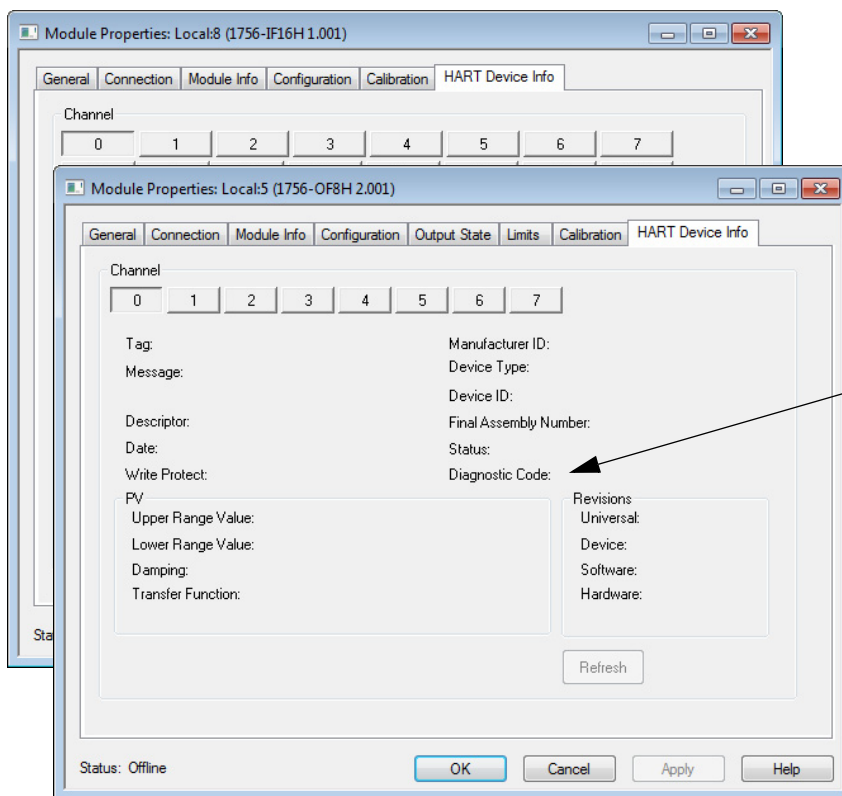 Module Properties: Local:8 (1756-IF16H 1.001)
General Connection Module Info Configuration Calibration HART Device Info
Channel
0 1 2 3 4 5 6 7
Module Properties: Local:5 (1756-OF8H 2.001)
General Connection Module Info Configuration Output State Limits Calibration HART Device Info
Channel
0 1 2 3 4 5 6 7
Tag: Manufacturer ID:
Message: Device Type:
Device ID:
Descriptor: Final Assembly Number:
Date: Status:
Write Protect: Diagnostic Code:
PV Revisions
Upper Range Value: Universal:
Lower Range Value: Device:
Damping: Software:
Transfer Function: Hardware:
Sta
Refresh
Status: Offline OK Cancel Apply Help